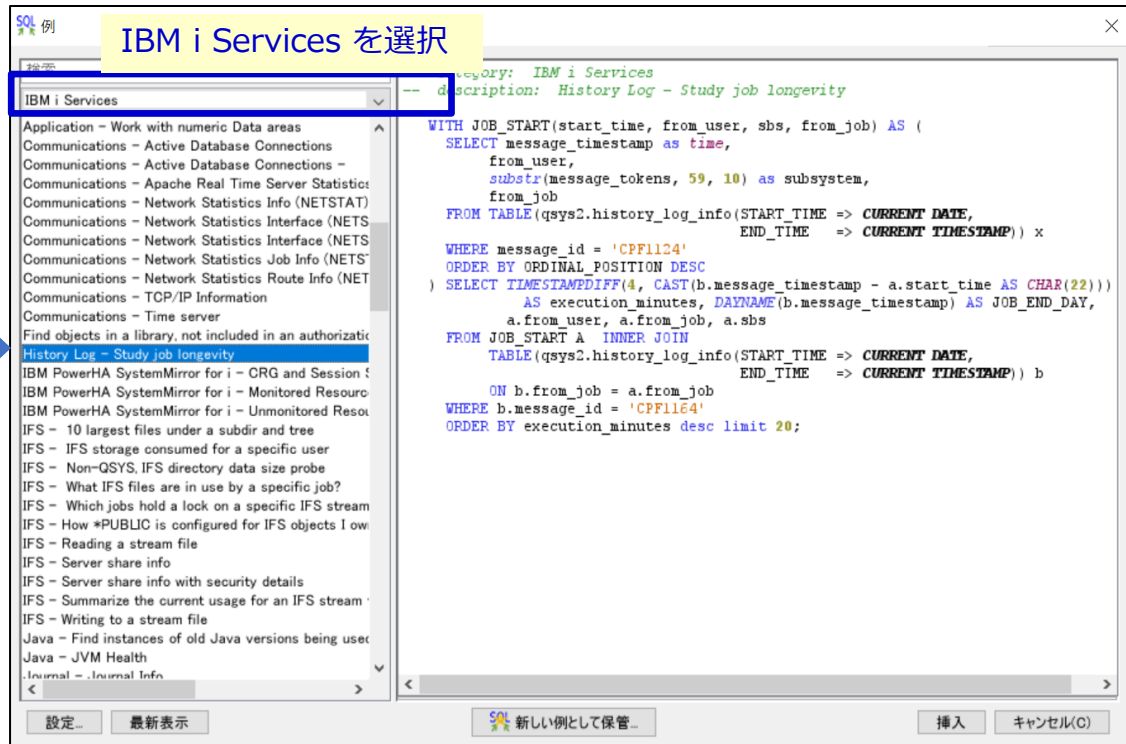 SQL 例
IBM i Services を選択
検索
IBM i Services
Application - Work with numeric Data areas
Communications - Active Database Connections
Communications - Active Database Connections -
Communications - Apache Real Time Server Statistics
Communications - Network Statistics Info (NETSTAT)
Communications - Network Statistics Interface (NETS
Communications - Network Statistics Interface (NETS
Communications - Network Statistics Job Info (NETS
Communications - Network Statistics Route Info (NET
Communications - TCP/IP Information
Communications - Time server
Find objects in a library, not included in an authorizatic
History Log - Study job longevity
IBM PowerHA SystemMirror for i - CRG and Session
IBM PowerHA SystemMirror for i - Monitored Resourc
IBM PowerHA SystemMirror for i - Unmonitored Resou
IFS - 10 largest files under a subdir and tree
IFS - IFS storage consumed for a specific user
IFS - Non-QSYS, IFS directory data size probe
IFS - What IFS files are in use by a specific job?
IFS - Which jobs hold a lock on a specific IFS stream
IFS - How *PUBLIC is configured for IFS objects I ow
IFS - Reading a stream file
IFS - Server share info
IFS - Server share info with security details
IFS - Summarize the current usage for an IFS stream
IFS - Writing to a stream file
Java - Find instances of old Java versions being used
Java - JVM Health
Journal - Journal Info
category: IBM i Services
-- description: History Log - Study job longevity
WITH JOB_START(start_time, from_user, sbs, from_job) AS (
SELECT message_timestamp as time,
from_user,
substr(message_tokens, 59, 10) as subsystem,
from_job
FROM TABLE(qsys2.history_log_info(START_TIME => CURRENT DATE,
END_TIME => CURRENT TIMESTAMP)) x
WHERE message_id = 'CPF1124'
ORDER BY ORDINAL_POSITION DESC
) SELECT TIMESTAMPDIFF(4, CAST(b.message_timestamp - a.start_time AS CHAR(22)))
AS execution_minutes, DAYNAME(b.message_timestamp) AS JOB_END_DAY,
a.from_user, a.from_job, a.sbs
FROM JOB_START A INNER JOIN
TABLE(qsys2.history_log_info(START_TIME => CURRENT DATE,
END_TIME => CURRENT TIMESTAMP)) b
ON b.from_job = a.from_job
WHERE b.message_id = 'CPF1164'
ORDER BY execution_minutes desc limit 20;
設定...
最新表示
SQL 新しい例として保管...
挿入
キャンセル(C)